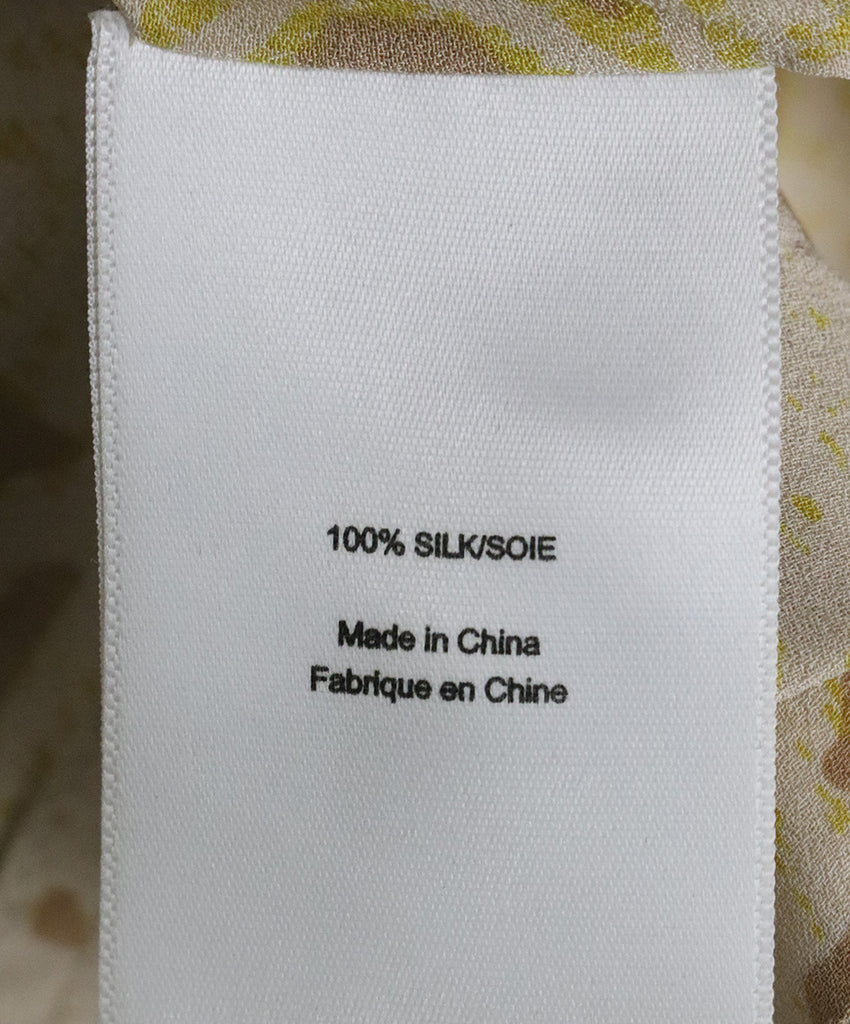 100% SILK/SOIE
Made in China
Fabrique en Chine